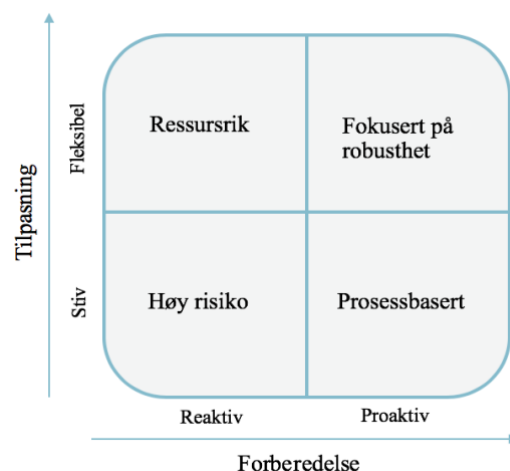 Tilpasning
Fleksibel
Ressursrik
Fokusert på
robusthet
Stiv
Høy risiko
Prosessbasert
Reaktiv
Proaktiv
Forberedelse